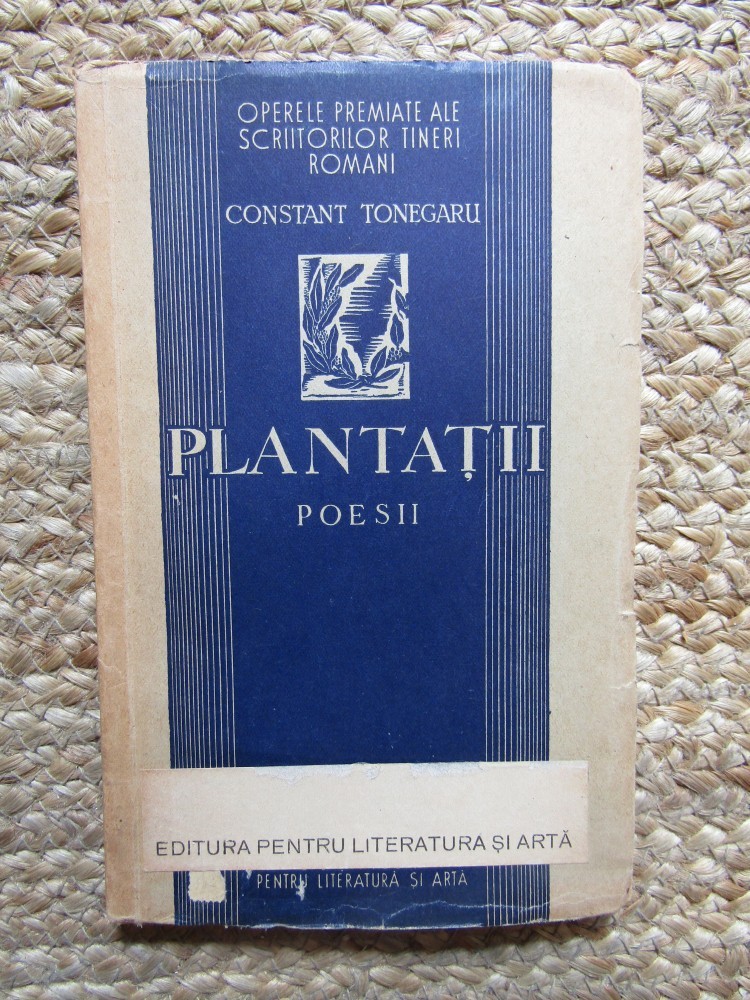 OPERELE PREMIATE ALE
SCRIITORILOR TINERI
ROMANI
CONSTANT TONEGARU
PLANTAȚII
POESII
EDITURA PENTRU LITERATURA ȘI ARTĂ
PENTRU LITERATURĂ ȘI ARTĂ